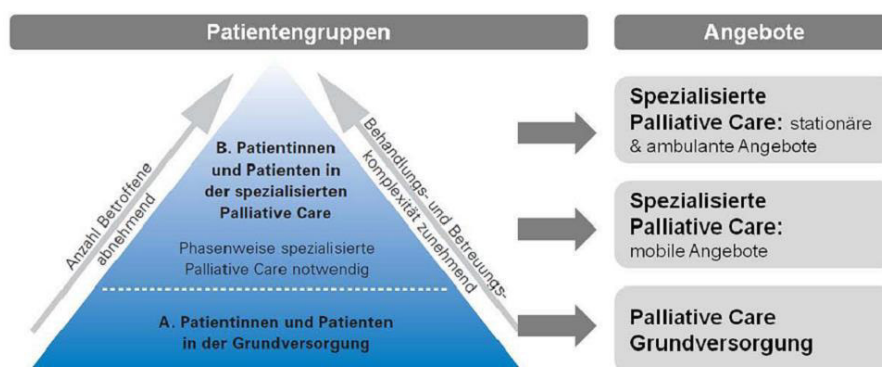 Patientengruppen
Angebote
Anzahl Betroffene
abnehmend
Behandlungs- und Betreuungs-
komplexität zunehmend
B. Patientinnen
und Patienten in
der spezialisierten
Palliative Care
Phasenweise spezialisierte
Palliative Care notwendig
A. Patientinnen und Patienten
in der Grundversorgung
Spezialisierte
Palliative Care: stationäre
& ambulante Angebote
Spezialisierte
Palliative Care:
mobile Angebote
Palliative Care
Grundversorgung